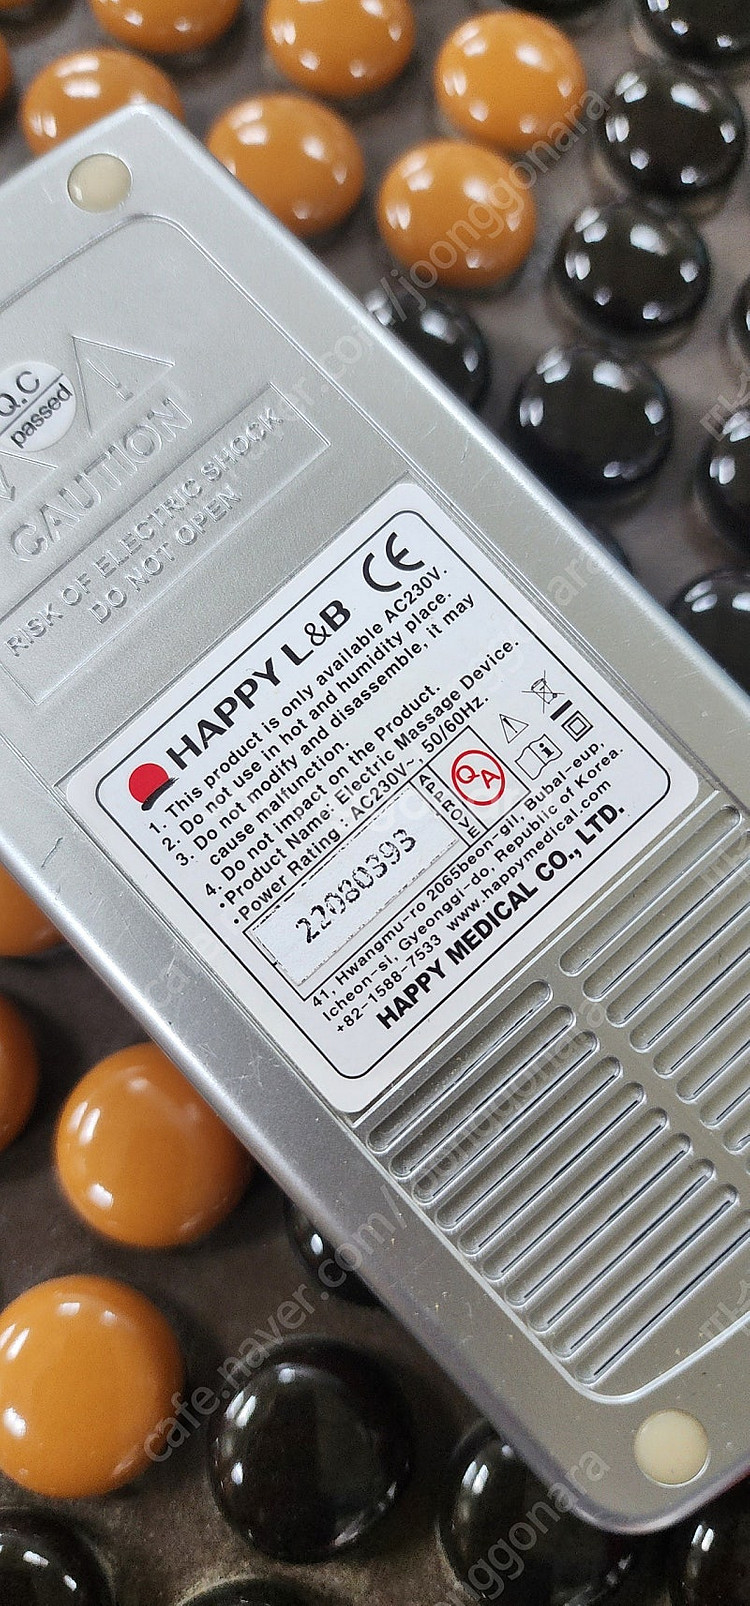 Q.C
passed
!
CAUTION
RISK OF ELECTRIC SHOCK
DO NOT OPEN
HAPPY L&B CE
1. This product is only available AC230V.
2. Do not use in hot and humidity place.
3. Do not modify and disassemble, it may
cause malfunction.
4. Do not impact on the Product.
•Product Name: Electric Massage Device.
•Power Rating : AC230V~, 50/60Hz.
22080393
APPROVE
QA
41, Hwangmu-ro 2065beon-gil, Bubal-eup,
Icheon-si, Gyeonggi-do, Republic of Korea.
+82-1588-7533 www.happymedical.com
HAPPY MEDICAL CO., LTD.
cafe.naver.com/joonggonara